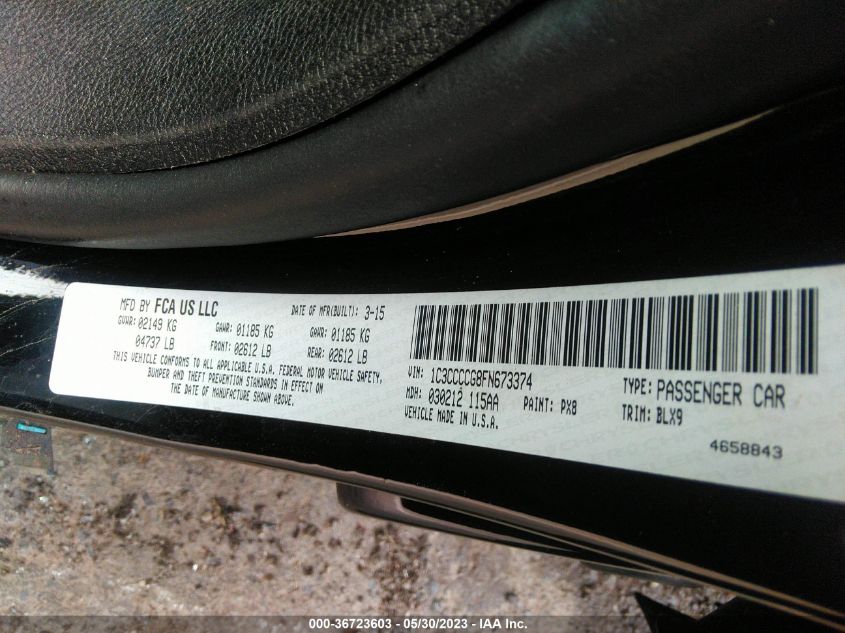 MFD BY FCA US LLC
DATE OF MFR(BUILT): 3-15
GVWR: 02149 KG
GAWR: 01185 KG
GAWR: 01185 KG
04737 LB
FRONT: 02612 LB
REAR: 02612 LB
THIS VEHICLE CONFORMS TO ALL APPLICABLE U.S.A. FEDERAL MOTOR VEHICLE SAFETY,
BUMPER AND THEFT PREVENTION STANDARDS IN EFFECT ON
THE DATE OF MANUFACTURE SHOWN ABOVE.
VIN: 1C3CCCCG8FN673374
TYPE: PASSENGER CAR
MDH: 030212 115AA
PAINT: PX8
TRIM: BLX9
VEHICLE MADE IN U.S.A.
4658843
000-36723603 - 05/30/2023 - IAA Inc.